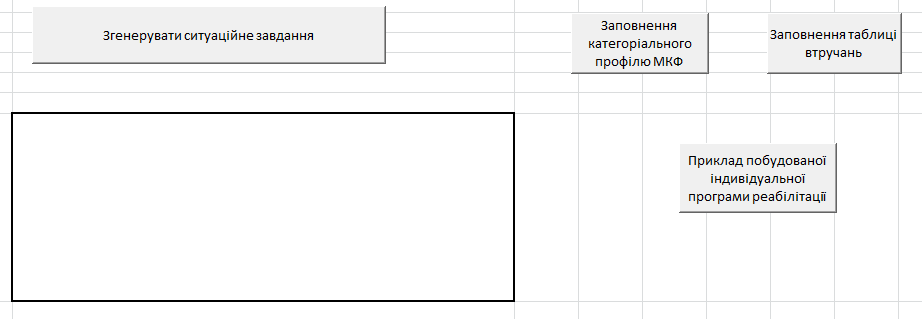 Згенерувати ситуаційне завдання
Заповнення
категоріального
профілю МКФ
Заповнення таблиці
втручань
Приклад побудованої
індивідуальної
програми реабілітації